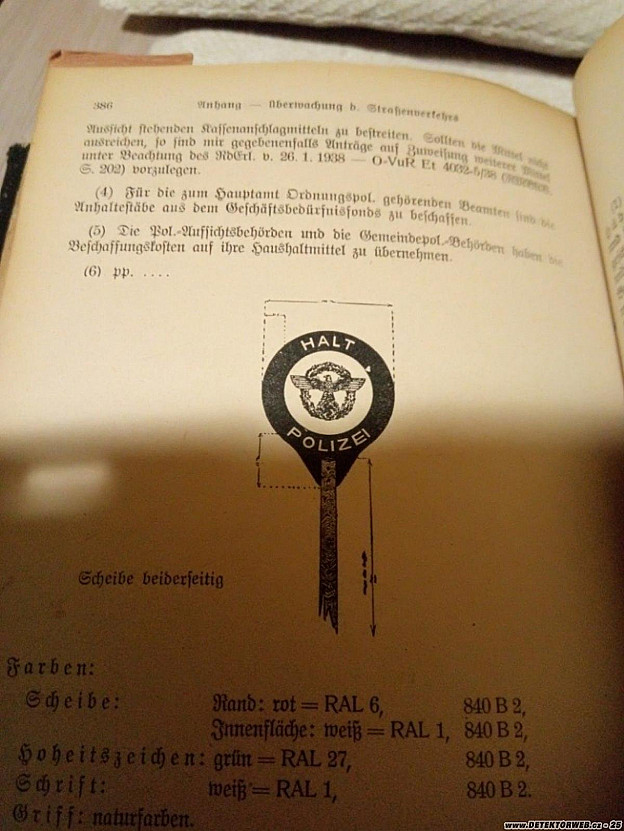 386 Anhang — Überwachung d. Straßenverkehrs
Aussicht stehenden Kassenanschlagmitteln zu bestreiten. Sollten die Mittel nicht
ausreichen, so sind mir gegebenenfalls Anträge auf Zuweisung weiterer Mittel
unter Beachtung des RdErl. v. 26. 1. 1938 — O-VuR Et 4032-5/38
S. 202) vorzulegen.
(4) Für die zum Hauptamt Ordnungspol. gehörenden Beamten sind die
Anhaltestäbe aus dem Geschäftsbedürfnisfonds zu beschaffen.
(5) Die Pol.-Aufsichtsbehörden und die Gemeindepol.-Behörden haben die
Beschaffungskosten auf ihre Haushaltmittel zu übernehmen.
(6) pp. ....
HALT
POLIZEI
Scheibe beiderseitig
Farben:
Scheibe: Rand: rot = RAL 6, 840 B 2,
Innenfläche: weiß = RAL 1, 840 B 2,
Hoheitszeichen: grün = RAL 27, 840 B 2,
Schrift: weiß = RAL 1, 840 B 2.
Griff: naturfarben.
www.DETEKTORWEB.cz - 25